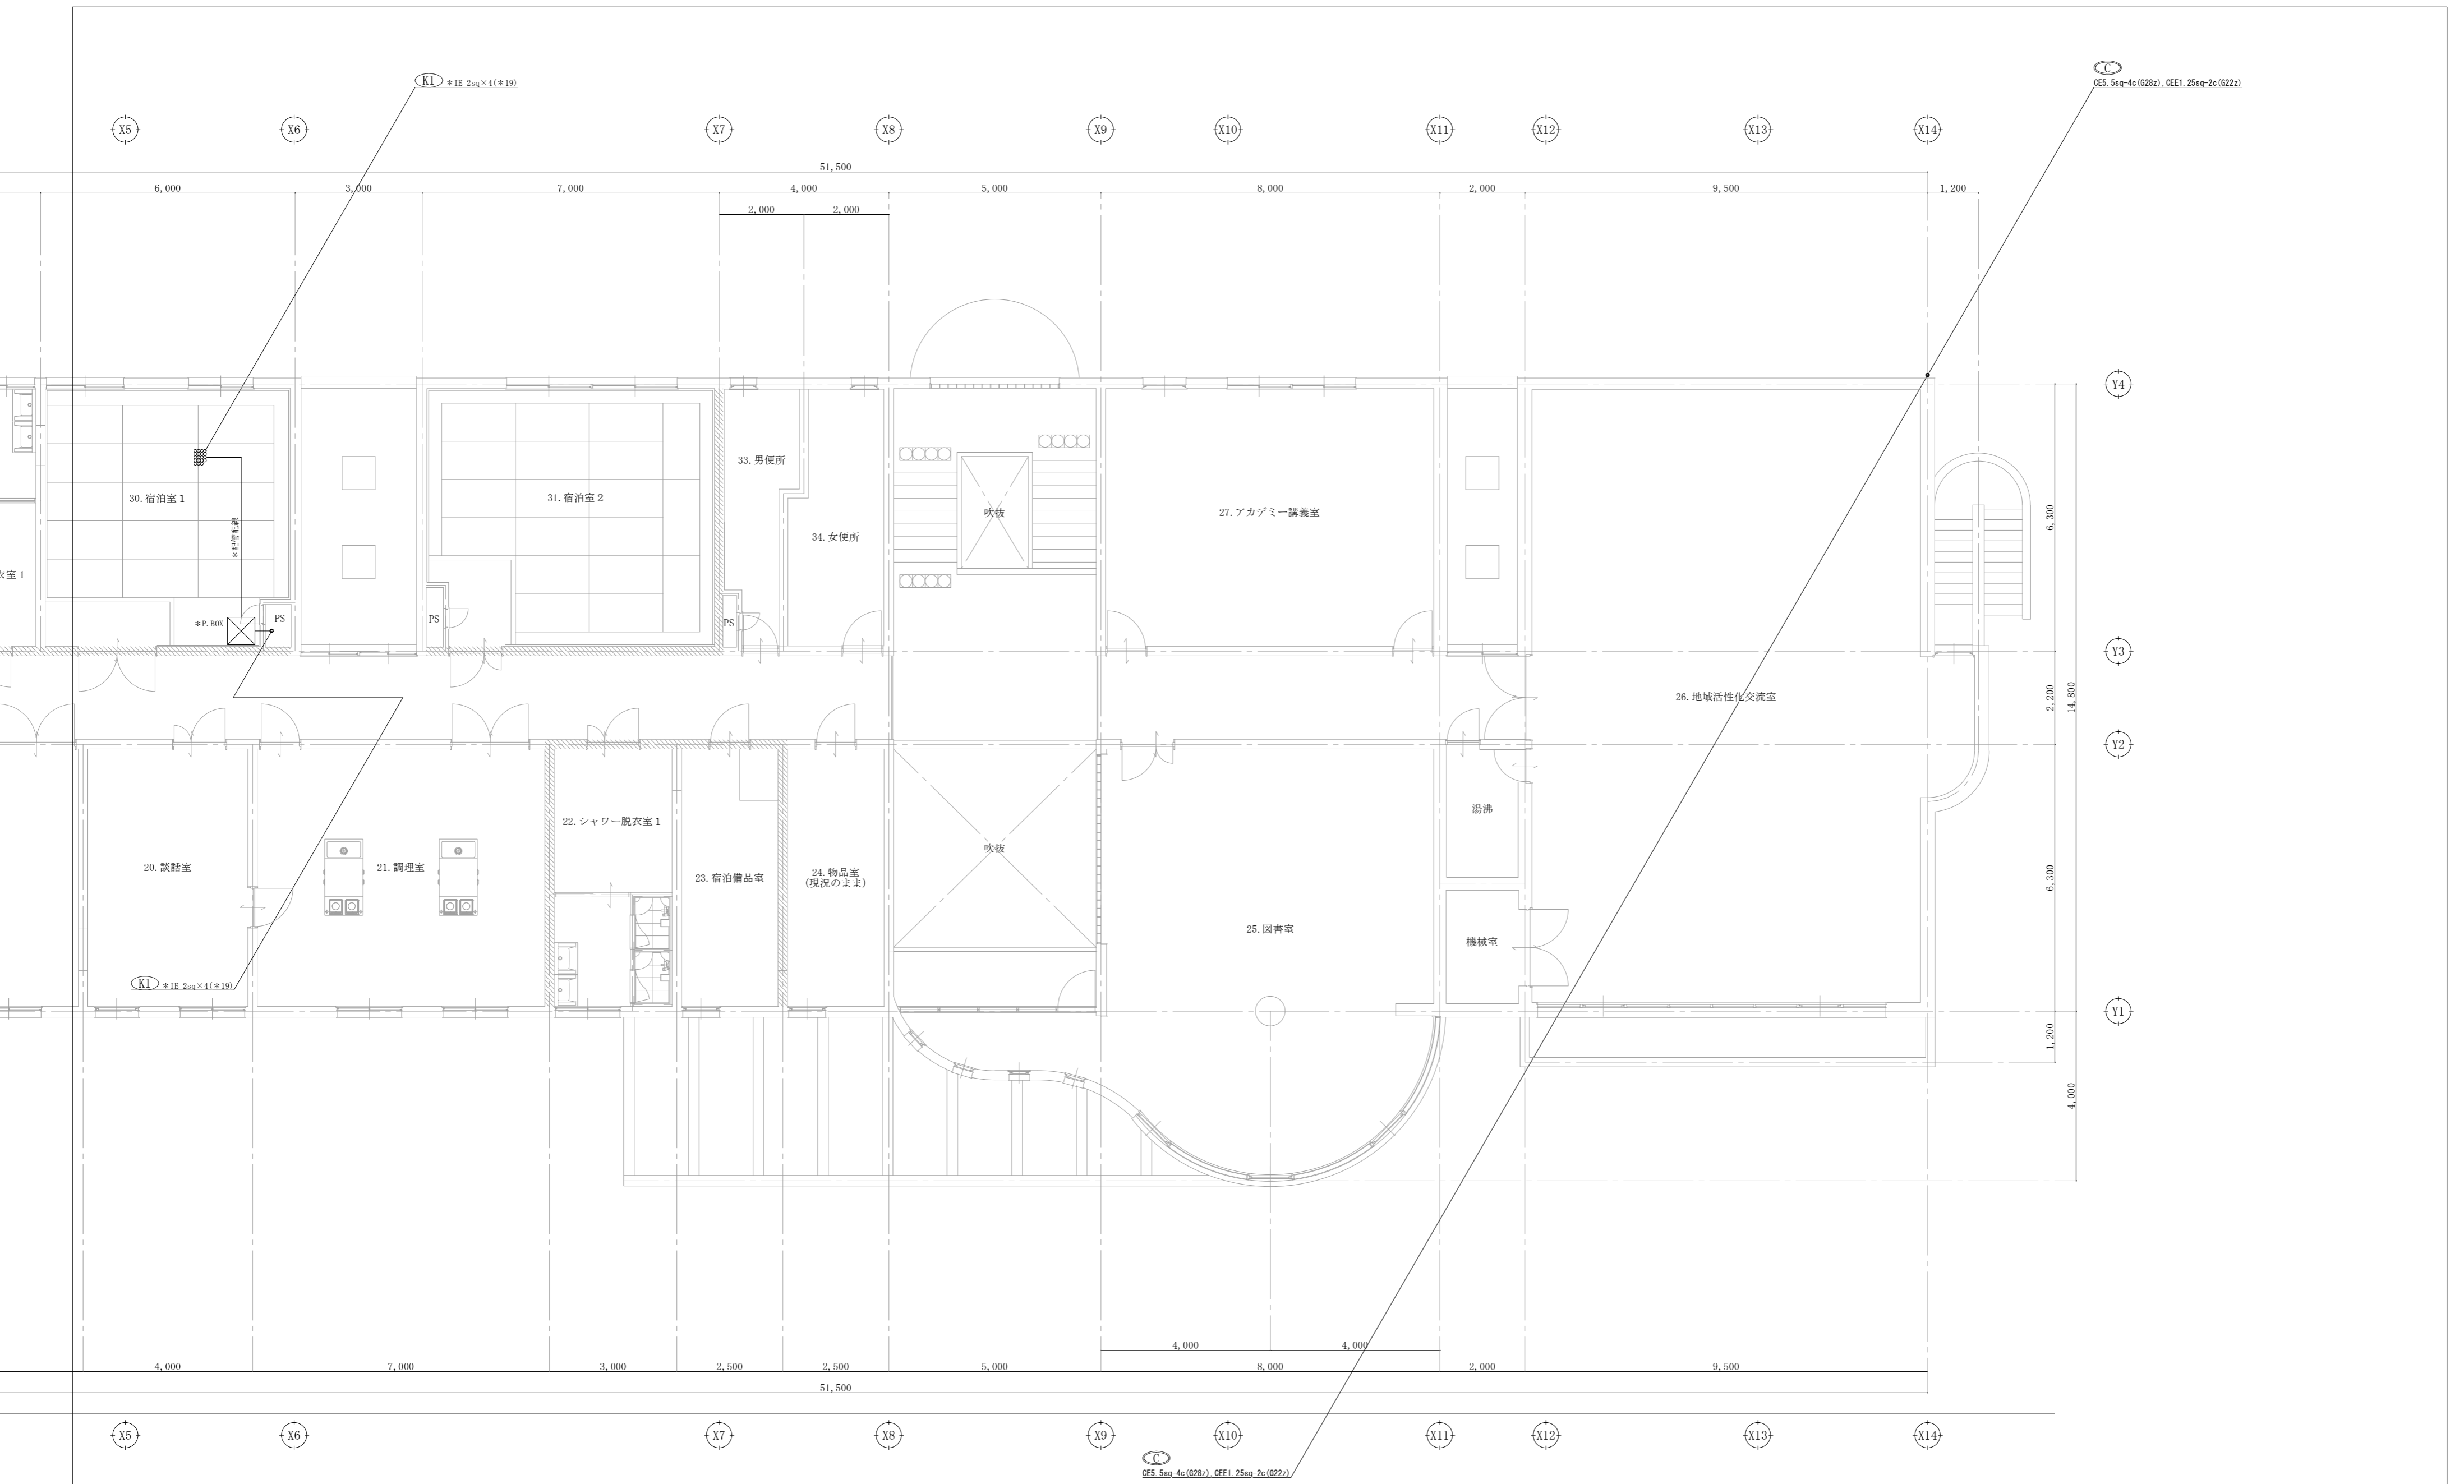 K1 ＊IE 2sq×4(＊19)
C
CE5.5sq-4c(G28z).CEE1.25sq-2c(G22z)
X5 X6 X7 X8 X9 X10 X11 X12 X13 X14
51,500
6,000 3,000 7,000 4,000 5,000 8,000 2,000 9,500 1,200
2,000 2,000
Y4
33.男便所
30.宿泊室1
31.宿泊室2
吹抜
27.アカデミー講義室
6,300
34.女便所
＊配管配線
衣室1
＊P.BOX
PS
PS
PS
Y3
26.地域活性化交流室
2,200
14,800
Y2
湯沸
22.シャワー脱衣室1
吹抜
20.談話室
21.調理室
23.宿泊備品室
24.物品室
(現況のまま)
6,300
25.図書室
機械室
K1 ＊IE 2sq×4(＊19)
Y1
1,200
4,000
4,000 4,000
4,000 7,000 3,000 2,500 2,500 5,000 8,000 2,000 9,500
51,500
X5 X6 X7 X8 X9 X10 X11 X12 X13 X14
C
CE5.5sq-4c(G28z).CEE1.25sq-2c(G22z)